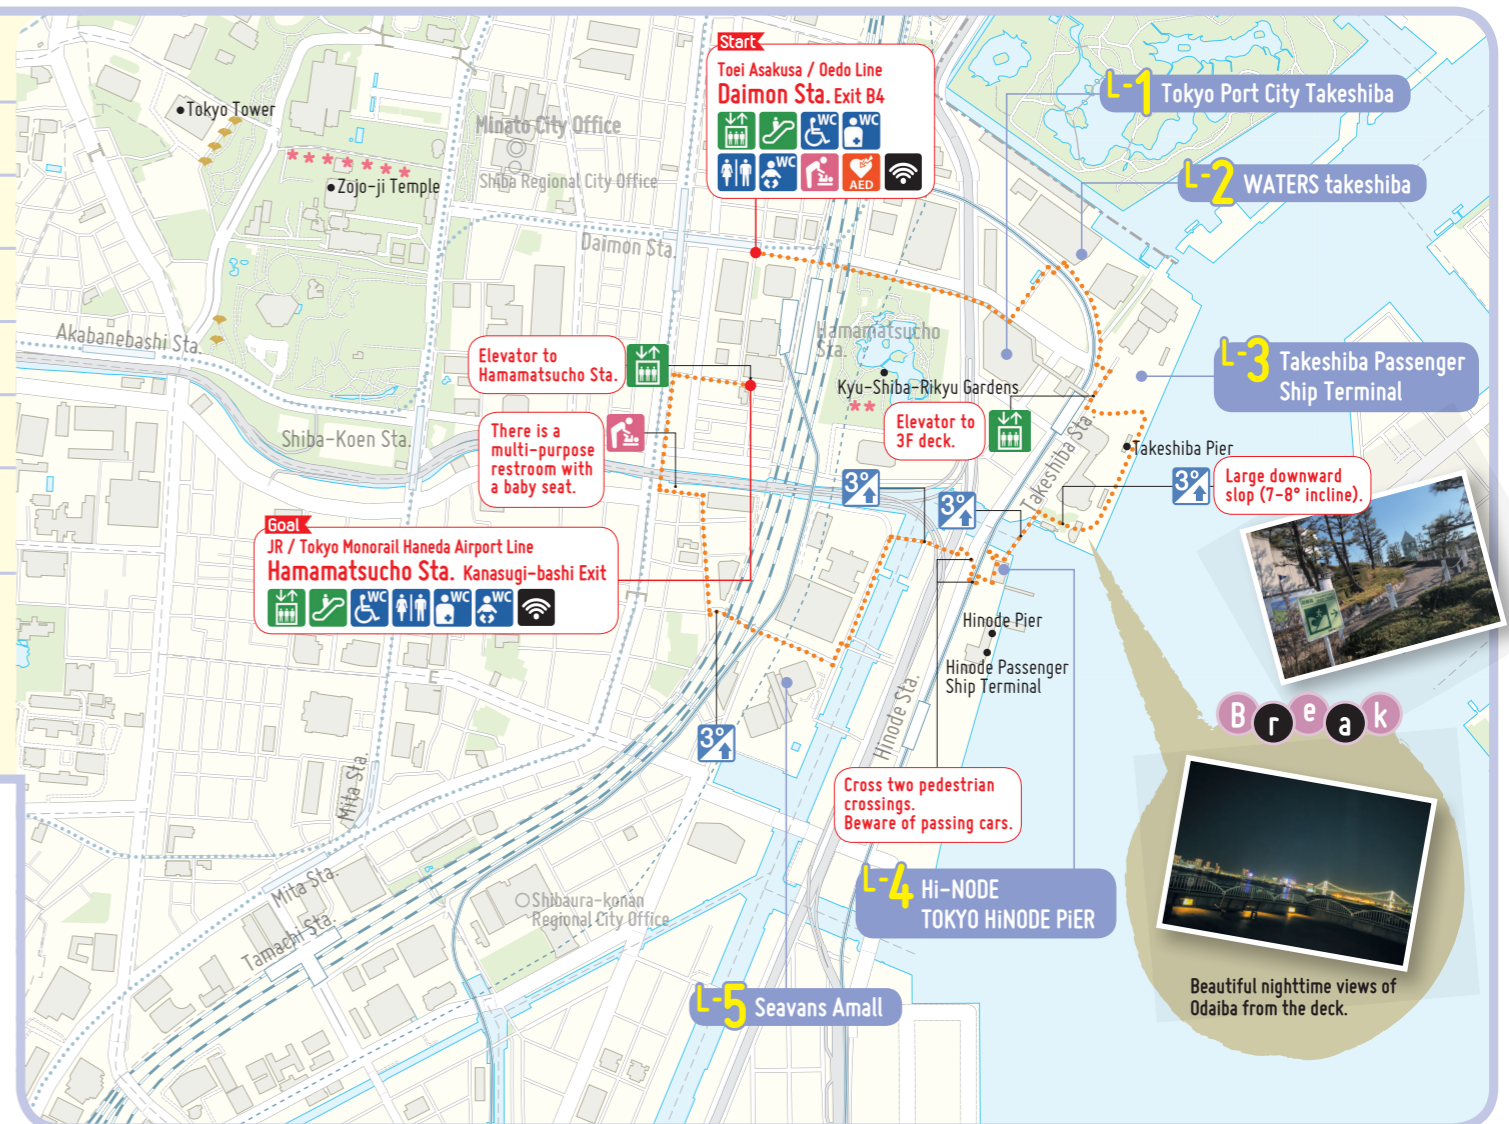 Start
Toei Asakusa / Oedo Line
Daimon Sta. Exit B4
WC
WC
WC
AED
L-1 Tokyo Port City Takeshiba
L-2 WATERS takeshiba
Tokyo Tower
Zojo-ji Temple
Minato City Office
Shiba Regional City Office
Daimon Sta.
Akabanebashi Sta.
Hamamatsucho
Sta.
Kyu-Shiba-Rikyu Gardens
Elevator to
Hamamatsucho Sta.
L-3 Takeshiba Passenger
Ship Terminal
Elevator to
3F deck.
Shiba-Koen Sta.
There is a
multi-purpose
restroom with
a baby seat.
Takeshiba Sta.
Takeshiba Pier
3°
Large downward
slop (7-8° incline).
3°
3°
Goal
JR / Tokyo Monorail Haneda Airport Line
Hamamatsucho Sta. Kanasugi-bashi Exit
WC
WC
WC
Hinode Pier
Hinode Passenger
Ship Terminal
Hinode Sta.
3°
Break
Mita Sta.
Cross two pedestrian
crossings.
Beware of passing cars.
Mita Sta.
Tamachi Sta.
Shibaura-konan
Regional City Office
L-4 Hi-NODE
TOKYO HiNODE PiER
L-5 Seavans Amall
Beautiful nighttime views of
Odaiba from the deck.